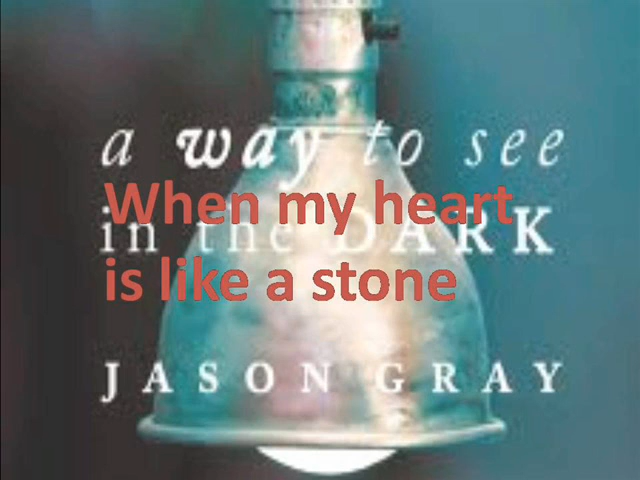 a way to see
When my heart
in the DARK
is like a stone
JASON GRAY